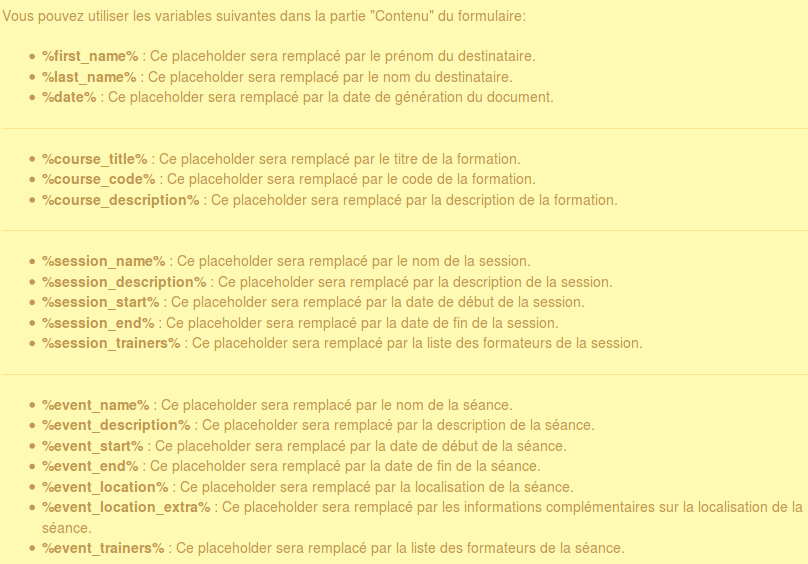 Vous pouvez utiliser les variables suivantes dans la partie "Contenu" du formulaire:
• %first_name% : Ce placeholder sera remplacé par le prénom du destinataire.
• %last_name% : Ce placeholder sera remplacé par le nom du destinataire.
• %date% : Ce placeholder sera remplacé par la date de génération du document.
• %course_title% : Ce placeholder sera remplacé par le titre de la formation.
• %course_code% : Ce placeholder sera remplacé par le code de la formation.
• %course_description% : Ce placeholder sera remplacé par la description de la formation.
• %session_name% : Ce placeholder sera remplacé par le nom de la session.
• %session_description% : Ce placeholder sera remplacé par la description de la session.
• %session_start% : Ce placeholder sera remplacé par la date de début de la session.
• %session_end% : Ce placeholder sera remplacé par la date de fin de la session.
• %session_trainers% : Ce placeholder sera remplacé par la liste des formateurs de la session.
• %event_name% : Ce placeholder sera remplacé par le nom de la séance.
• %event_description% : Ce placeholder sera remplacé par la description de la séance.
• %event_start% : Ce placeholder sera remplacé par la date de début de la séance.
• %event_end% : Ce placeholder sera remplacé par la date de fin de la séance.
• %event_location% : Ce placeholder sera remplacé par la localisation de la séance.
• %event_location_extra% : Ce placeholder sera remplacé par les informations complémentaires sur la localisation de la
séance.
• %event_trainers% : Ce placeholder sera remplacé par la liste des formateurs de la séance.